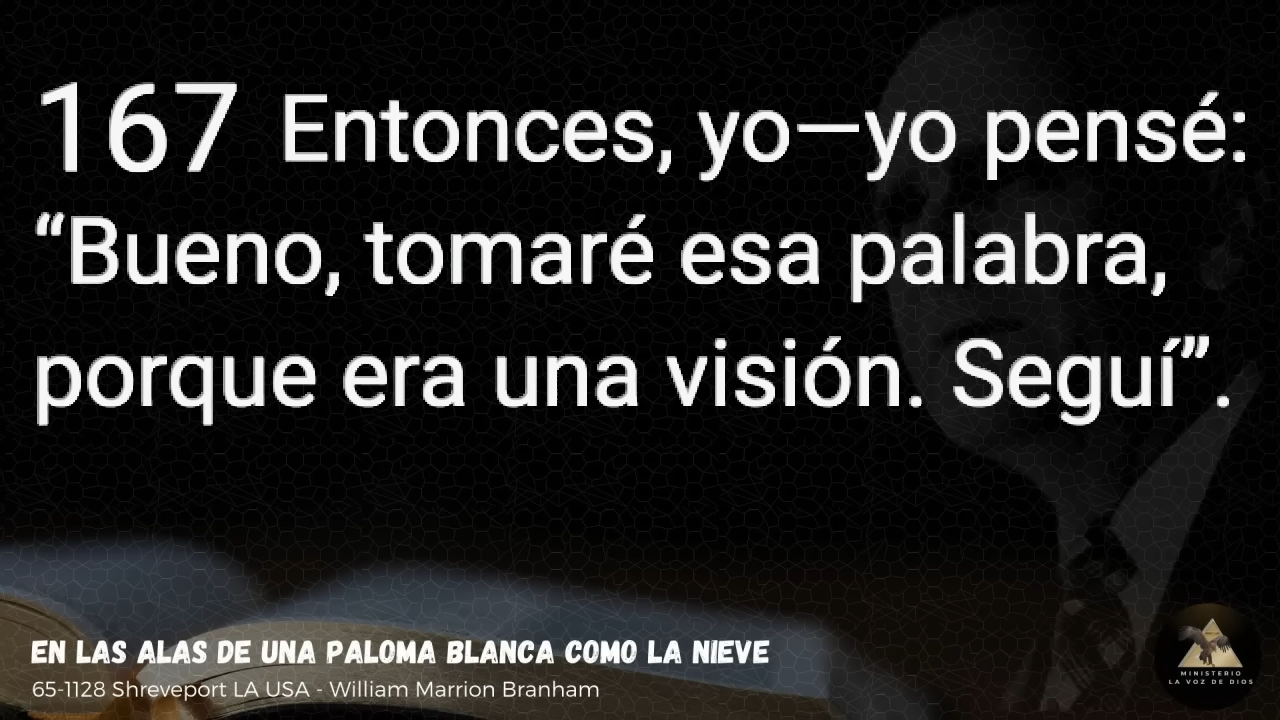 167 Entonces, yo—yo pensé:
“Bueno, tomaré esa palabra,
porque era una visión. Seguí”.
EN LAS ALAS DE UNA PALOMA BLANCA COMO LA NIEVE
65-1128 Shreveport LA USA - William Marrion Branham
MINISTERIO
LA VOZ DE DIOS